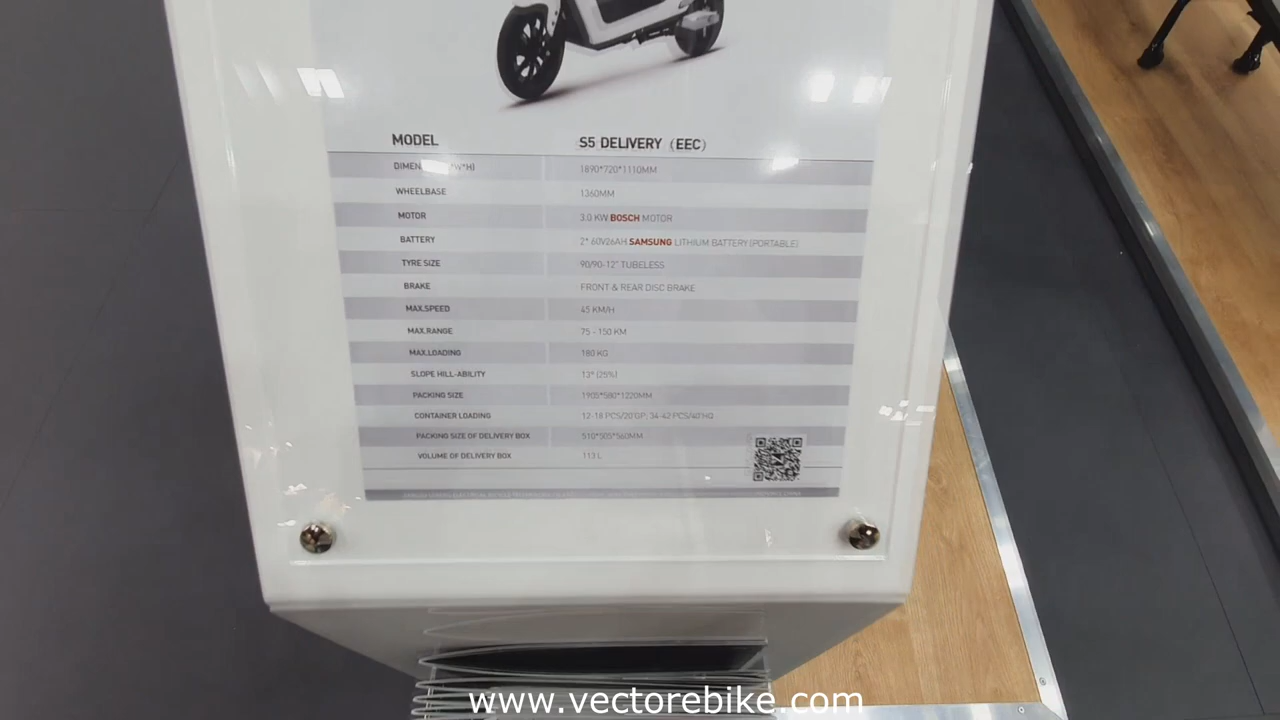 MODEL S5 DELIVERY (EEC)
1890*720*1110MM
WHEELBASE 1360MM
MOTOR 3.0 KW BOSCH MOTOR
BATTERY 2* 60V26AH SAMSUNG LITHIUM BATTERY(PORTABLE)
TYRE SIZE 90/90-12" TUBELESS
BRAKE FRONT & REAR DISC BRAKE
MAX.SPEED 45 KM/H
MAX.RANGE 75 - 150 KM
MAX.LOADING 180 KG
SLOPE HILL-ABILITY 13° (25%)
PACKING SIZE 1905*580*1220MM
CONTAINER LOADING 12-18 PCS/20'GP; 34-42 PCS/40'HQ
PACKING SIZE OF DELIVERY BOX 510*505*560MM
VOLUME OF DELIVERY BOX 113 L
www.vectorebike.com